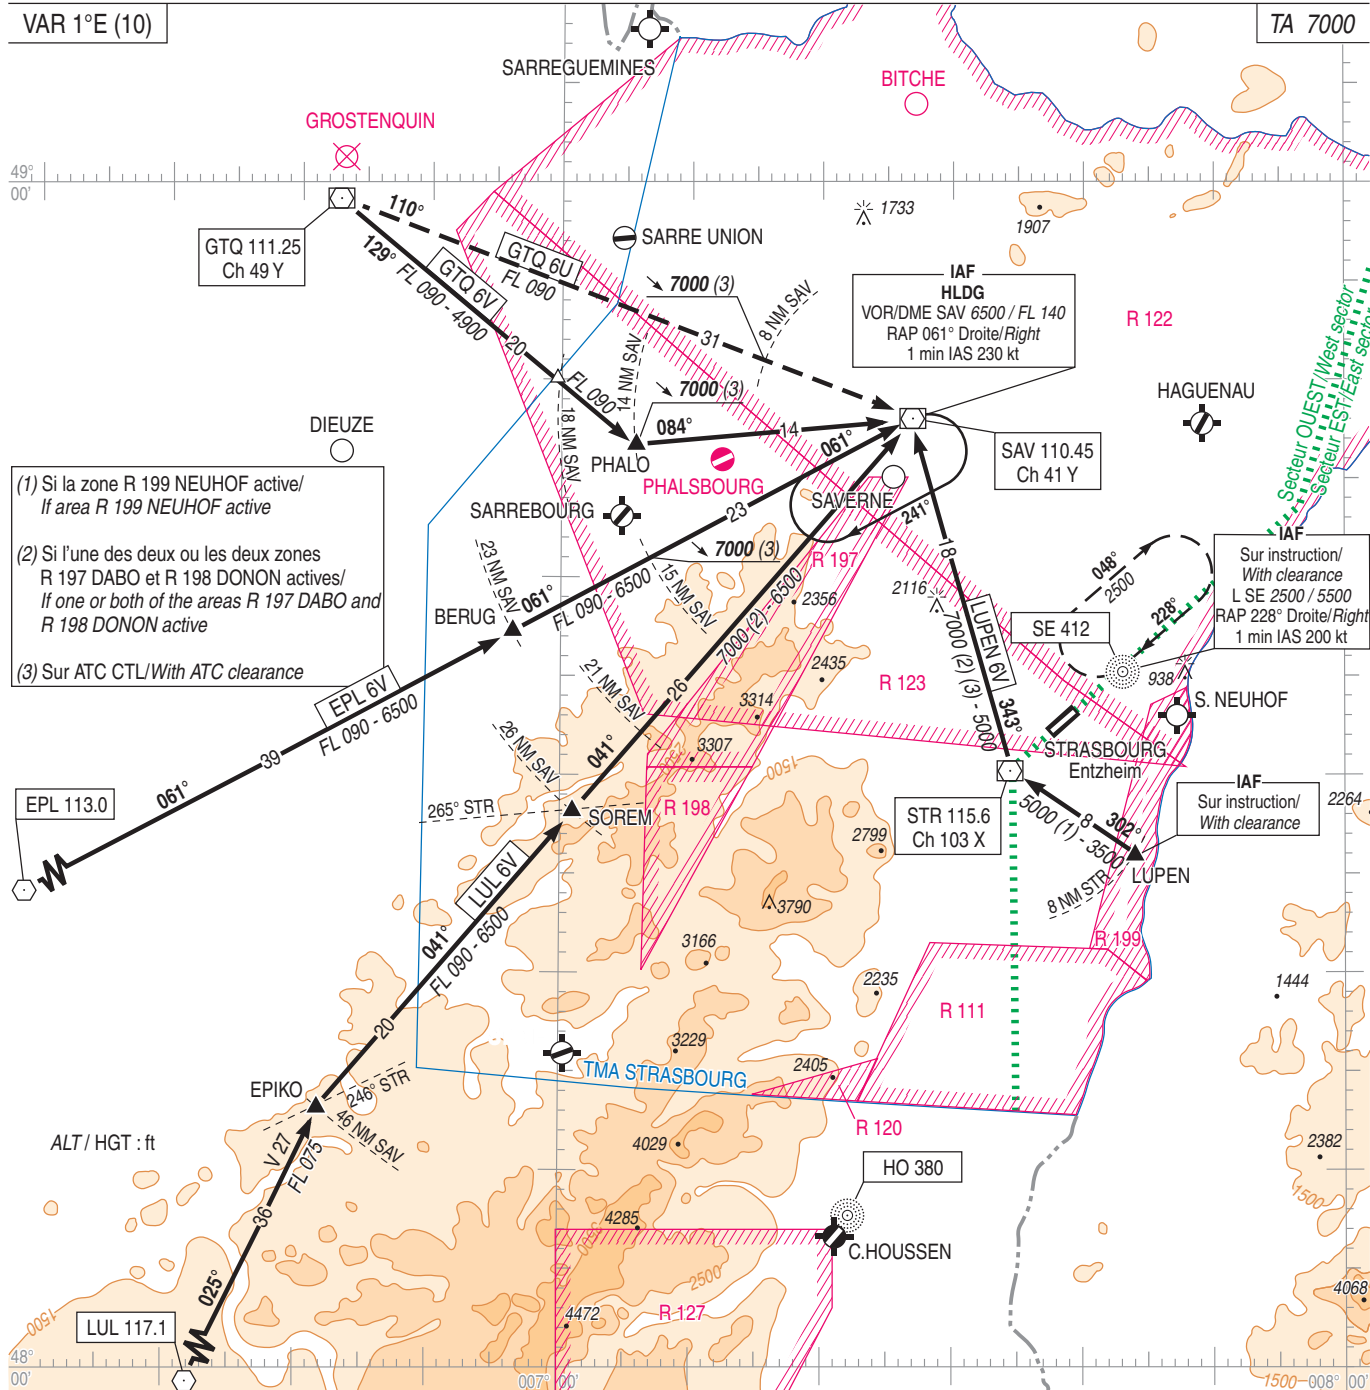 VAR 1°E (10)
TA 7000
SARREGUEMINES
BITCHE
GROSTENQUIN
49°
00'
GTQ 111.25
Ch 49 Y
110°
129°
FL 090 - 4900
GTQ 6V
GTQ 6U
FL 090
SARRE UNION
1733
1907
7000 (3)
8 NM SAV
31
20
FL 090
14 NM SAV
18 NM SAV
7000 (3)
IAF
HLDG
VOR/DME SAV 6500 / FL 140
RAP 061° Droite/Right
1 min IAS 230 kt
R 122
Secteur OUEST/West sector
Secteur EST/East sector
HAGUENAU
DIEUZE
PHALO
084°
14
061°
SAV 110.45
Ch 41 Y
PHALSBOURG
SAVERNE
241°
SARREBOURG
23
7000 (3)
15 NM SAV
23 NM SAV
BERUG
061°
FL 090-6500
R 197
2356
2116
18
LUPEN 6V
7000 (2) (3) - 5000
343°
048°
2500
228°
SE 412
IAF
Sur instruction/
With clearance
L SE 2500 / 5500
RAP 228° Droite/Right
1 min IAS 200 kt
(1) Si la zone R 199 NEUHOF active/
If area R 199 NEUHOF active
(2) Si l'une des deux ou les deux zones
R 197 DABO et R 198 DONON actives/
If one or both of the areas R 197 DABO and
R 198 DONON active
(3) Sur ATC CTL/With ATC clearance
7000 (2) - 6500
26
21 NM SAV
26 NM SAV
041°
2435
3314
3307
R 123
938
S. NEUHOF
STRASBOURG
Entzheim
EPL 6V
FL 090 - 6500
39
061°
EPL 113.0
265° STR
SOREM
R 198
1500
2500
STR 115.6
Ch 103 X
5000 (1) - 3500
8
302°
IAF
Sur instruction/
With clearance
2264
LUPEN
8 NM STR
2799
3790
LUL 6V
041°
FL 090 - 6500
3166
R 199
2235
R 111
1444
20
3229
TMA STRASBOURG
2405
EPIKO
246° STR
46 NM SAV
R 120
ALT / HGT : ft
V 27
FL 075
4029
2382
HO 380
1500
36
4285
3500
C.HOUSSEN
025°
2500
1500
4472
R 127
4068
LUL 117.1
48°
00'
007° 00'
1500
008° 00'